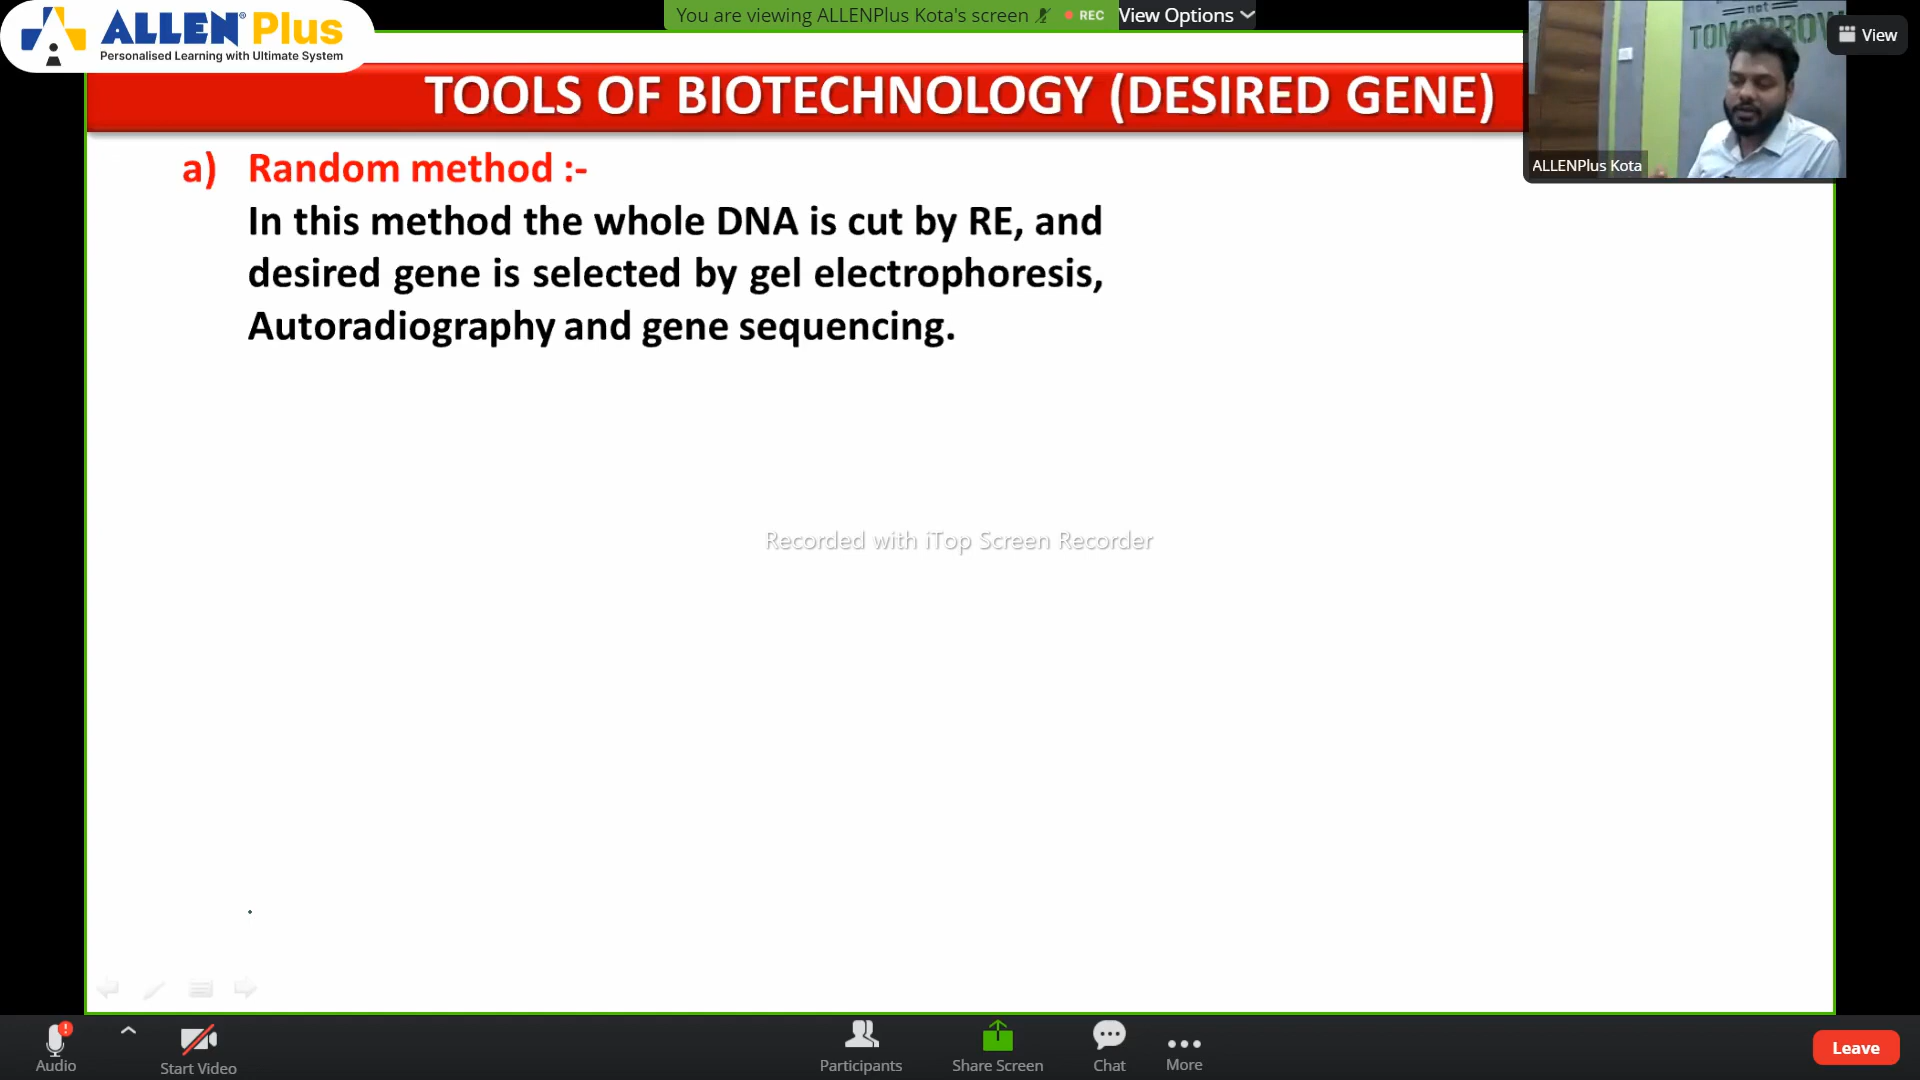 ALLEN® Plus
Personalised Learning with Ultimate System
You are viewing ALLENPlus Kota's screen
REC
View Options
not
View
ALLENPlus Kota
TOOLS OF BIOTECHNOLOGY (DESIRED GENE)
a) Random method :-
In this method the whole DNA is cut by RE, and
desired gene is selected by gel electrophoresis,
Autoradiography and gene sequencing.
Recorded with iTop Screen Recorder
Audio
Start Video
Participants
Share Screen
Chat
More
Leave